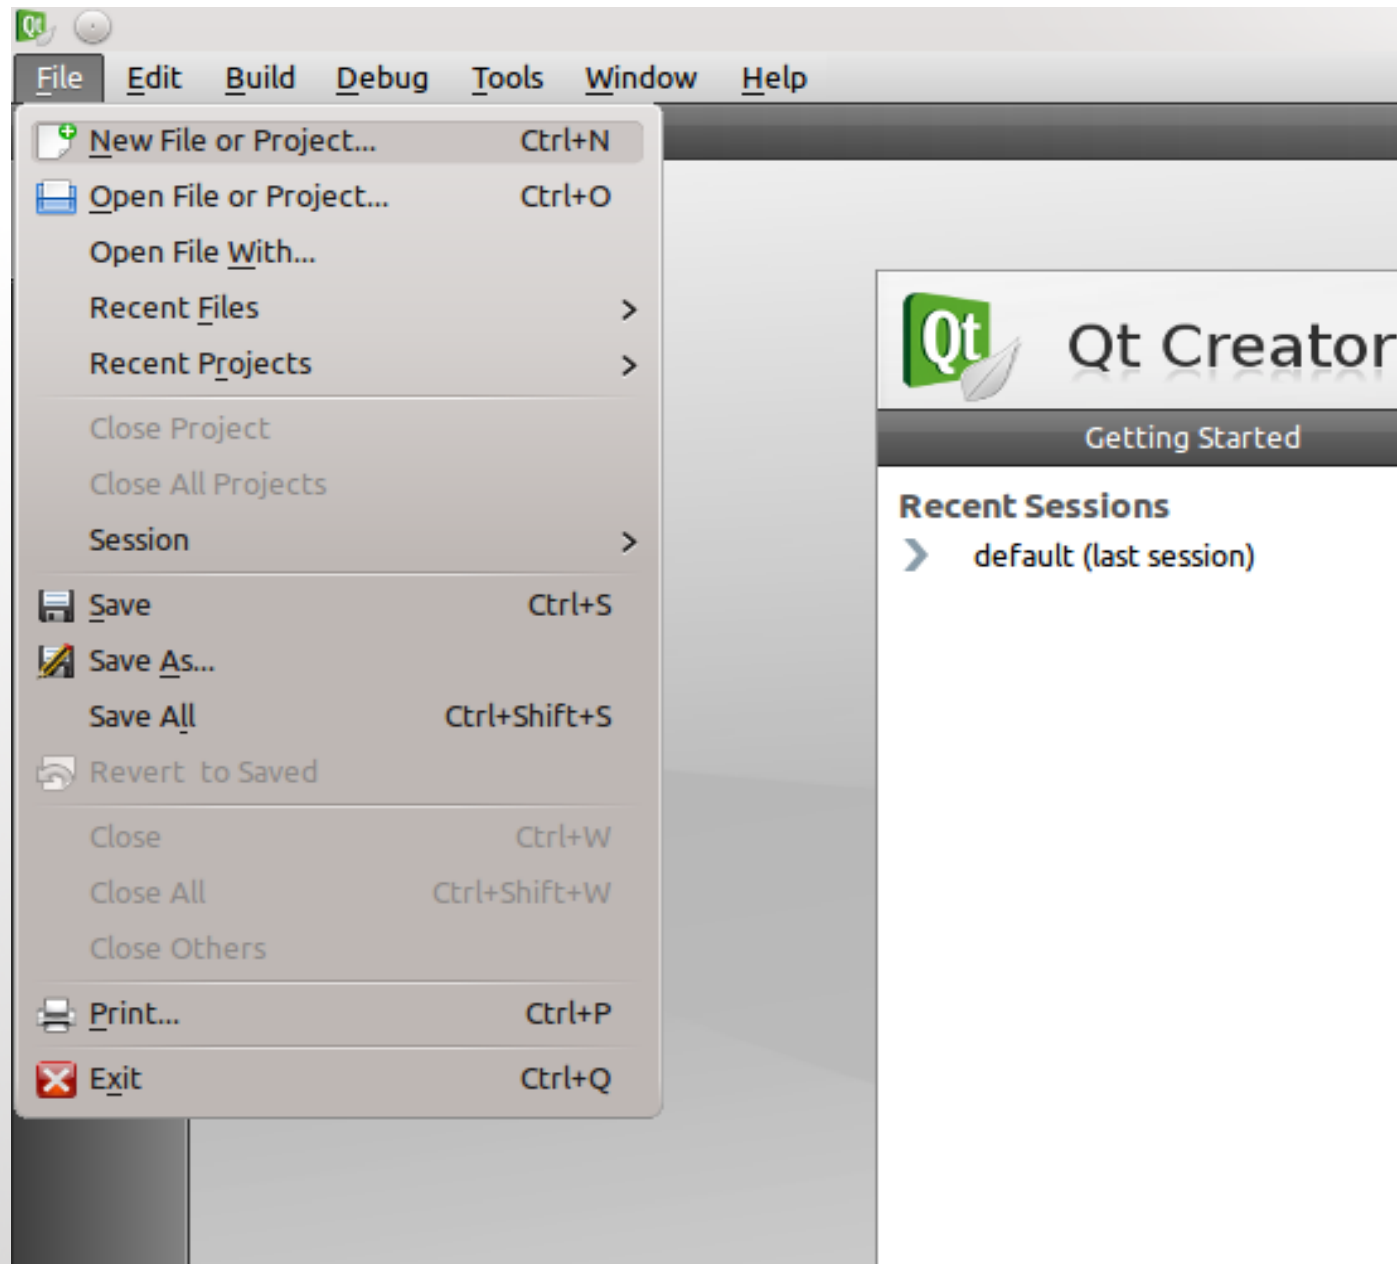 Qt
File Edit Build Debug Tools Window Help
New File or Project... Ctrl+N
Open File or Project... Ctrl+O
Open File With...
Recent Files
Recent Projects
Close Project
Close All Projects
Session
Save Ctrl+S
Save As...
Save All Ctrl+Shift+S
Revert to Saved
Close Ctrl+W
Close All Ctrl+Shift+W
Close Others
Print... Ctrl+P
Exit Ctrl+Q
Qt Qt Creator
Getting Started
Recent Sessions
default (last session)